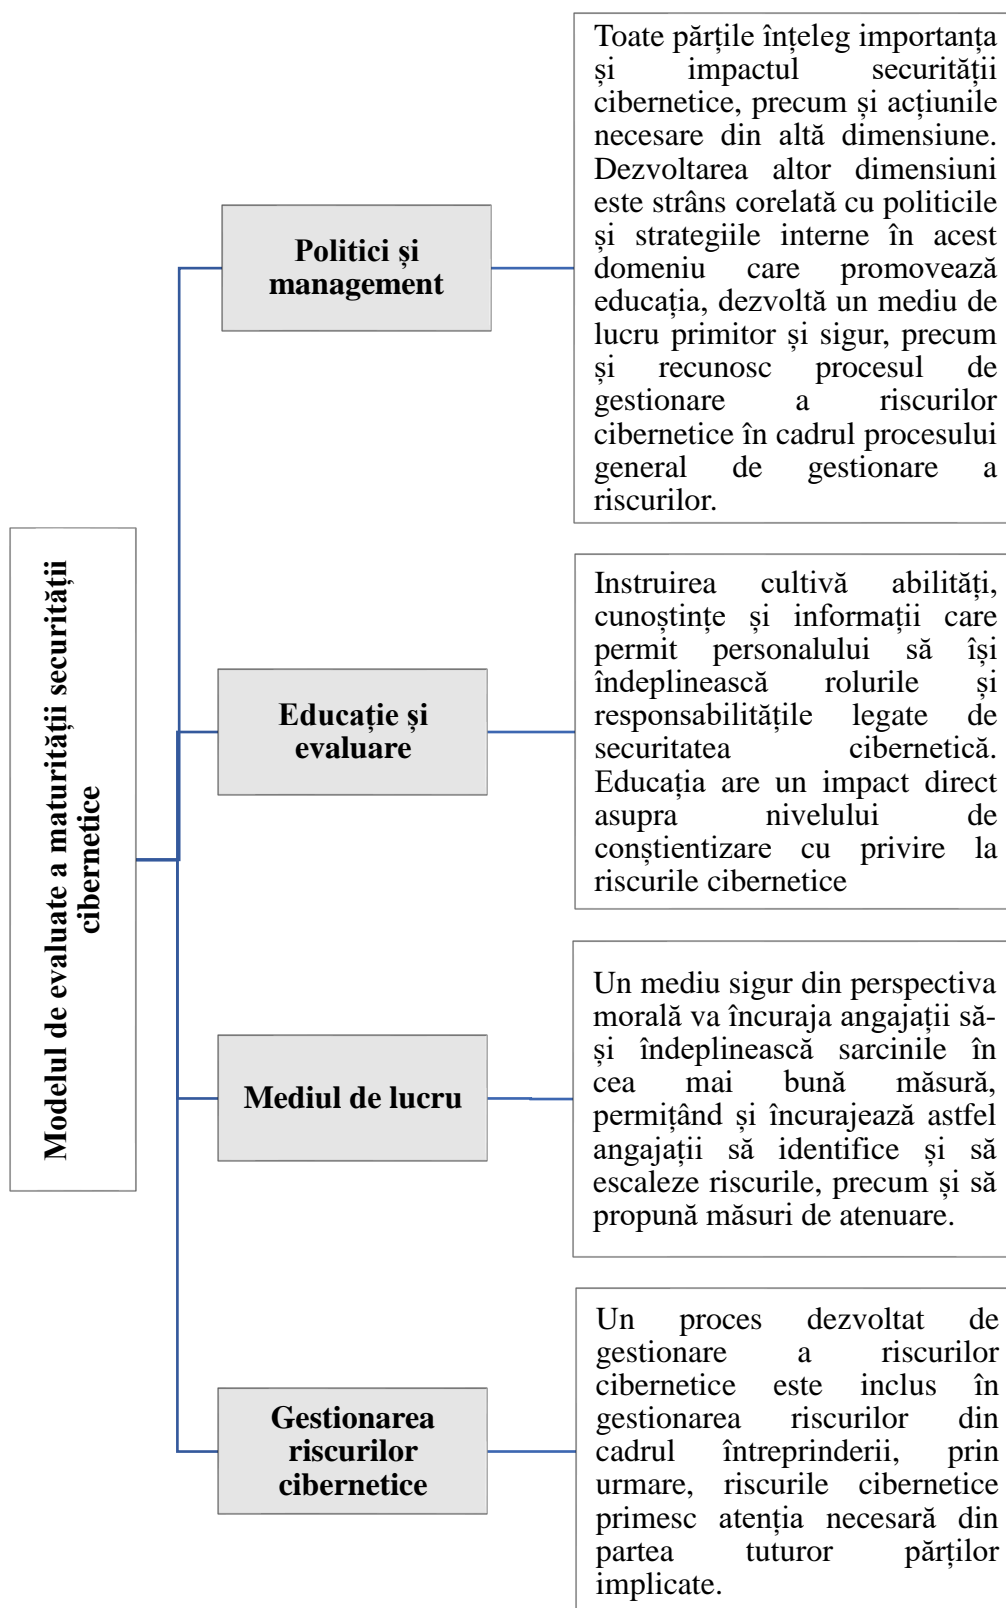 Modelul de evaluate a maturității securității
cibernetice
Politici și
management
Toate părțile înțeleg importanța
și impactul securității
cibernetice, precum și acțiunile
necesare din altă dimensiune.
Dezvoltarea altor dimensiuni
este strâns corelată cu politicile
și strategiile interne în acest
domeniu care promovează
educația, dezvoltă un mediu de
lucru primitor și sigur, precum
și recunosc procesul de
gestionare a riscurilor
cibernetice în cadrul procesului
general de gestionare a
riscurilor.
Educație și
evaluare
Instruirea cultivă abilități,
cunoștințe și informații care
permit personalului să își
îndeplinească rolurile și
responsabilitățile legate de
securitatea cibernetică.
Educația are un impact direct
asupra nivelului de
conștientizare cu privire la
riscurile cibernetice
Mediul de lucru
Un mediu sigur din perspectiva
morală va încuraja angajații să-
și îndeplinească sarcinile în
cea mai bună măsură,
permițând și încurajează astfel
angajații să identifice și să
escaleze riscurile, precum și să
propună măsuri de atenuare.
Gestionarea
riscurilor
cibernetice
Un proces dezvoltat de
gestionare a riscurilor
cibernetice este inclus în
gestionarea riscurilor din
cadrul întreprinderii, prin
urmare, riscurile cibernetice
primesc atenția necesară din
partea tuturor părților
implicate.